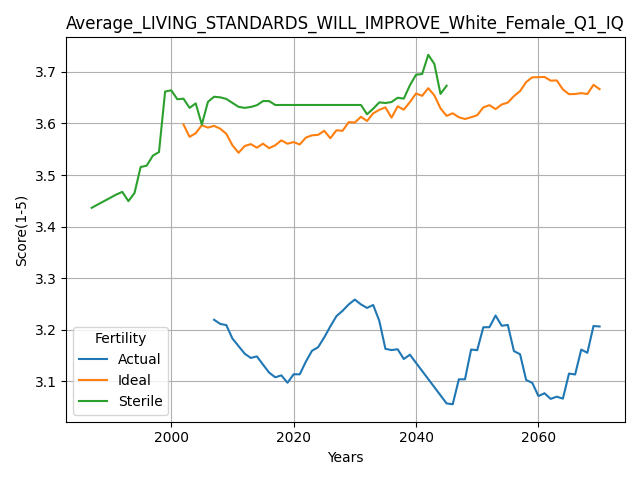 Average_LIVING_STANDARDS_WILL_IMPROVE_White_Female_Q1_IQ
Score(1-5)
3.7
3.6
3.5
3.4
3.3
3.2
3.1
Fertility
Actual
Ideal
Sterile
2000
2020
2040
2060
Years